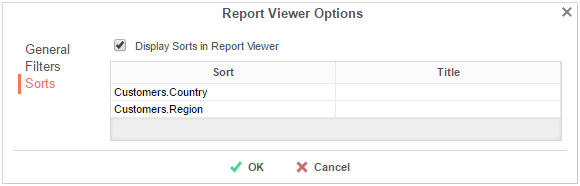 Report Viewer Options
General
Filters
Sorts
Display Sorts in Report Viewer
Sort Title
Customers.Country
Customers.Region
OK Cancel